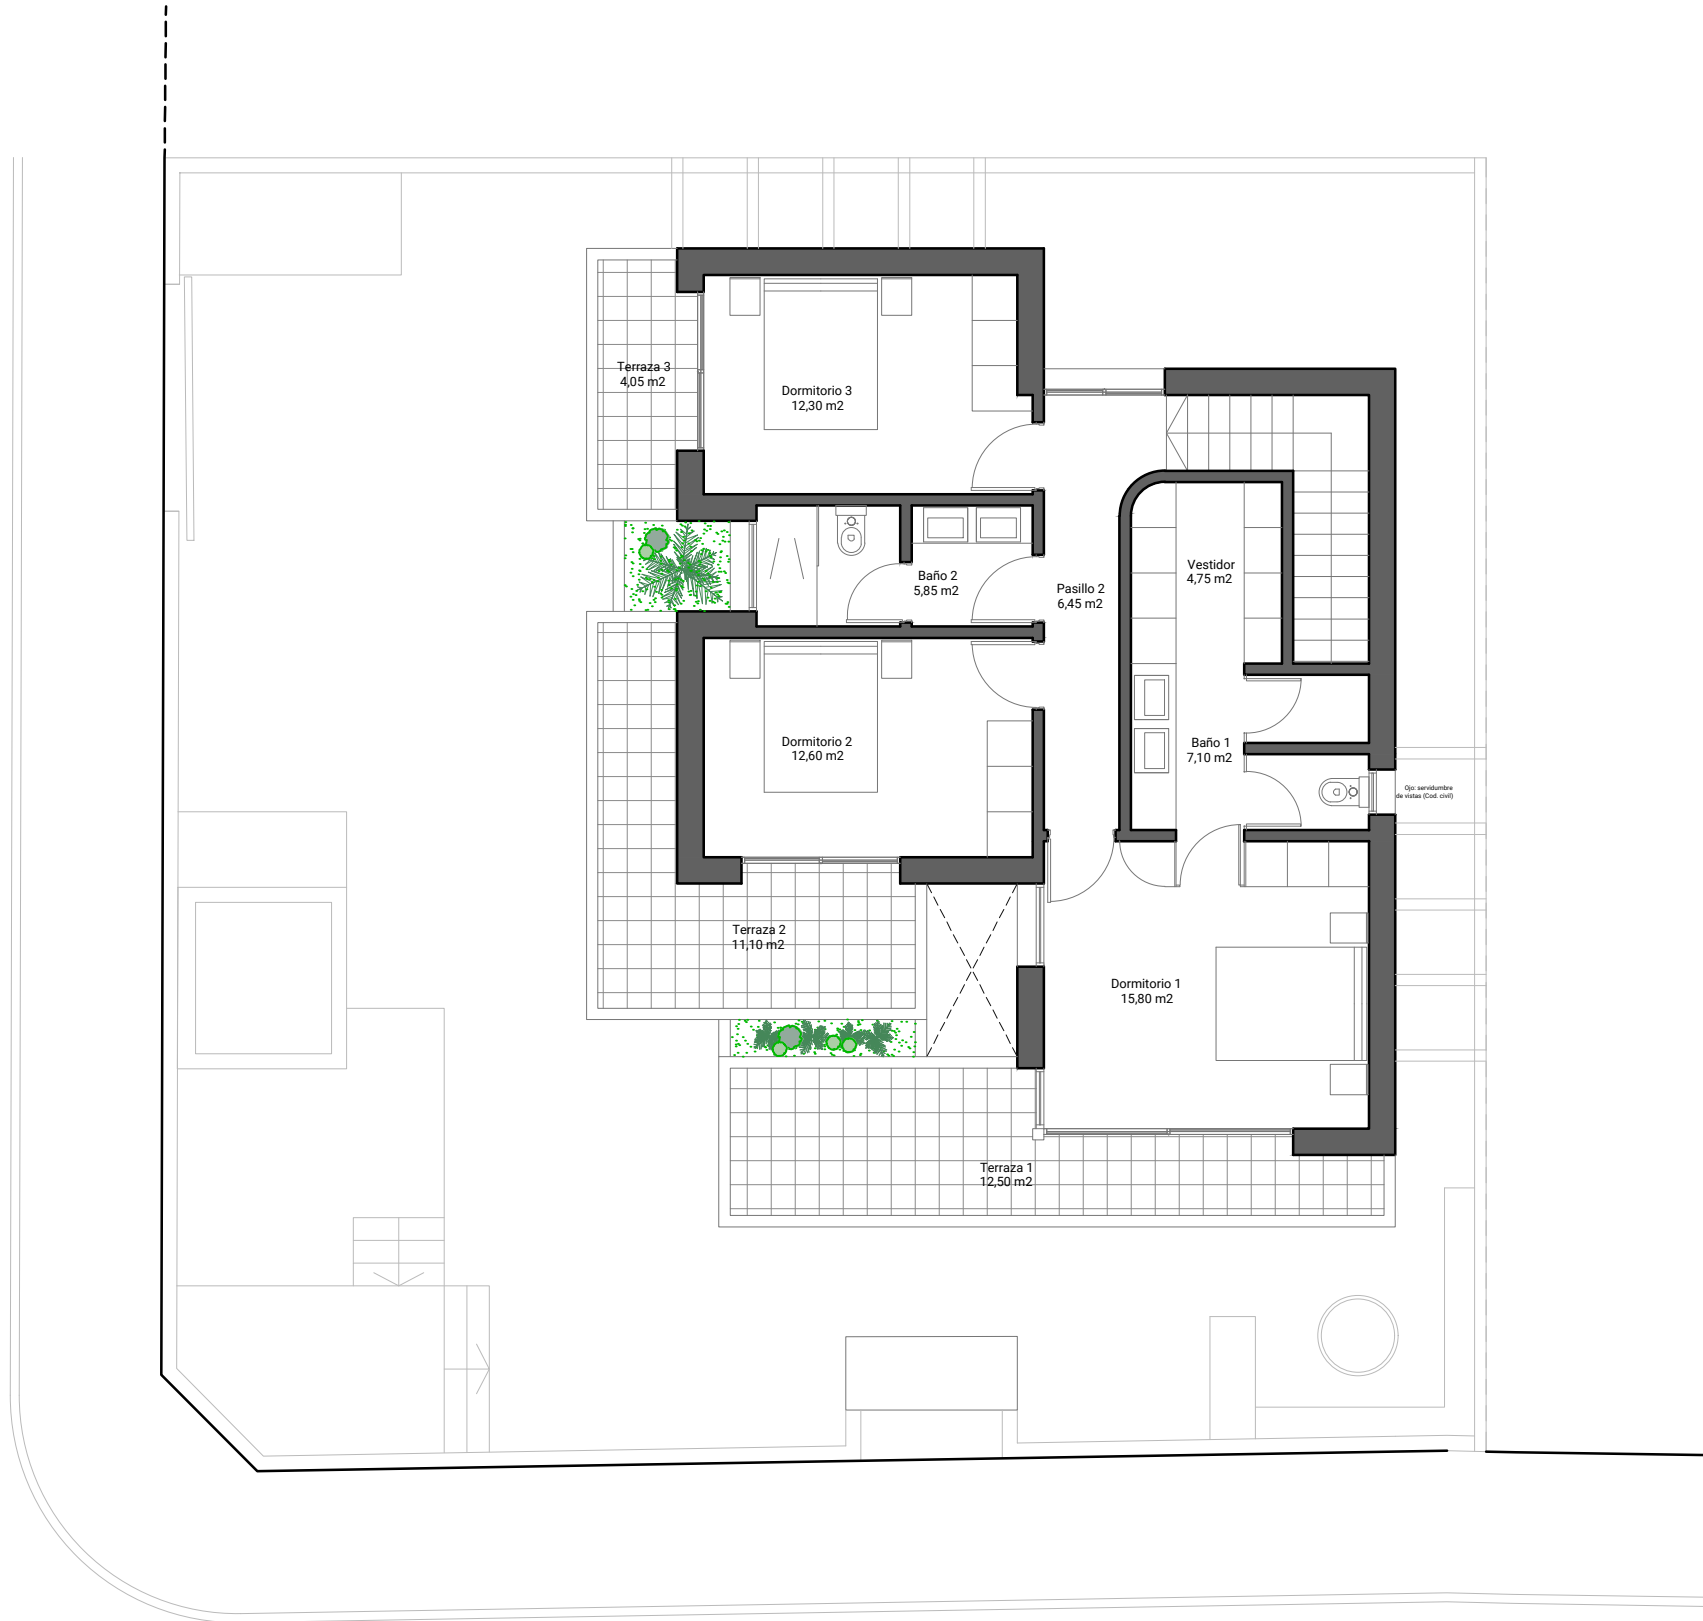 Terraza 3
4,05 m2
Dormitorio 3
12,30 m2
Baño 2
5,85 m2
Pasillo 2
6,45 m2
Vestidor
4,75 m2
Dormitorio 2
12,60 m2
Baño 1
7,10 m2
Ojo: servidumbre
de vistas (Cod. civil)
Terraza 2
11,10 m2
Dormitorio 1
15,80 m2
Terraza 1
12,50 m2